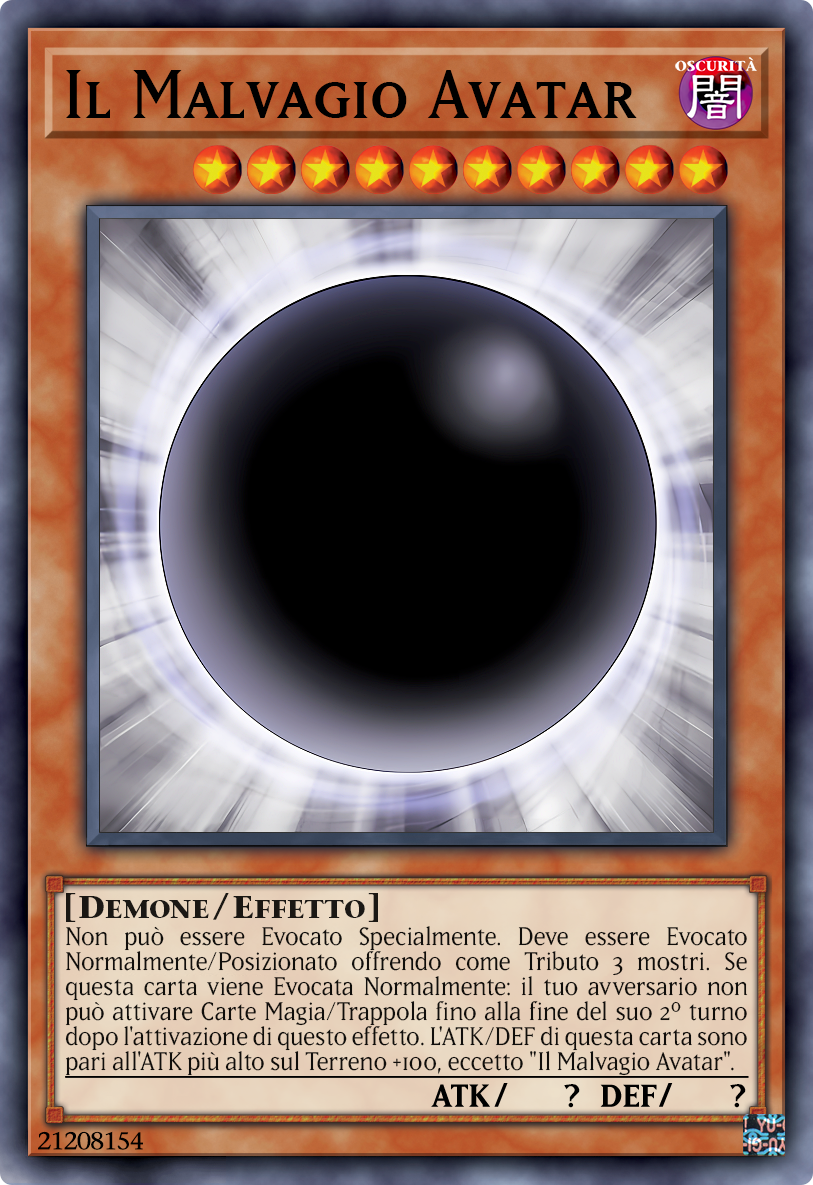 Il Malvagio Avatar
OSCURITÀ
闇
[Demone/Effetto]
Non può essere Evocato Specialmente. Deve essere Evocato
Normalmente/Posizionato offrendo come Tributo 3 mostri. Se
questa carta viene Evocata Normalmente: il tuo avversario non
può attivare Carte Magia/Trappola fino alla fine del suo 2º turno
dopo l'attivazione di questo effetto. L'ATK/DEF di questa carta sono
pari all'ATK più alto sul Terreno +100, eccetto "Il Malvagio Avatar".
ATK/ ? DEF/ ?
21208154